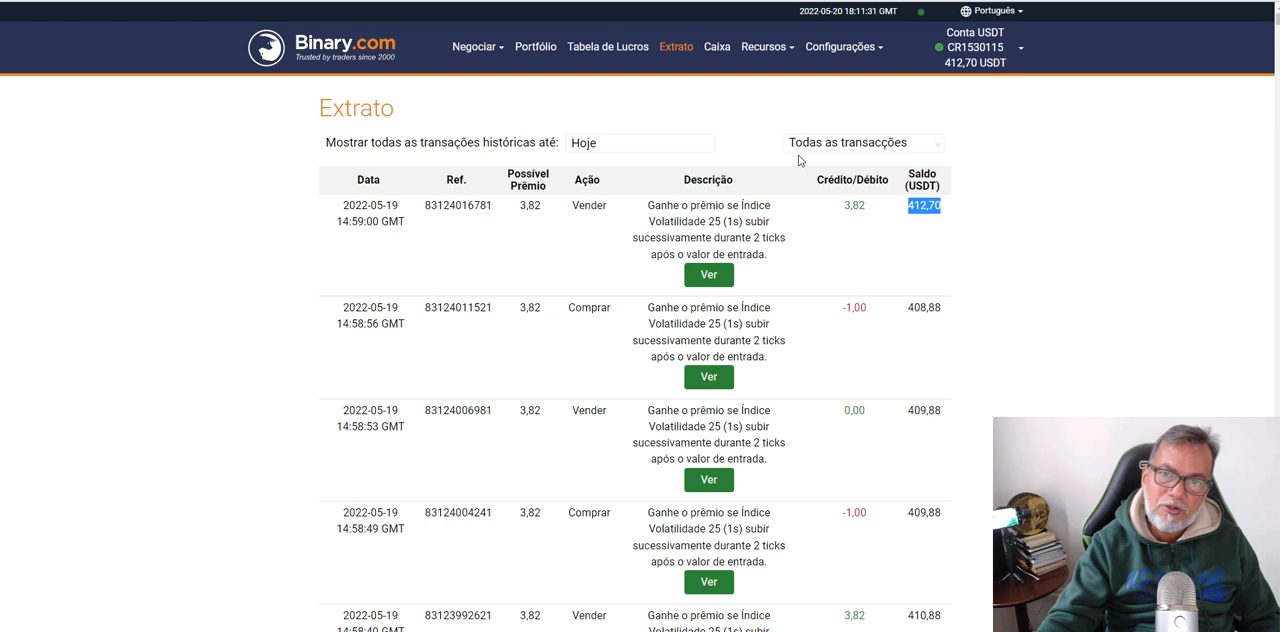 2022-05-20 18:11:31 GMT
Português
Binary.com
Trusted by traders since 2000
Negociar Portfólio Tabela de Lucros Extrato Caixa Recursos Configurações
Conta USDT
CR1530115
412,70 USDT
Extrato
Mostrar todas as transações históricas até: Hoje Todas as transacções
Data Ref. Possível Prêmio Ação Descrição Crédito/Débito Saldo (USDT)
2022-05-19 83124016781 3,82 Vender Ganhe o prêmio se Índice 3,82 412,70
14:59:00 GMT Volatilidade 25 (1s) subir
sucessivamente durante 2 ticks
após o valor de entrada.
Ver
2022-05-19 83124011521 3,82 Comprar Ganhe o prêmio se Índice -1,00 408,88
14:58:56 GMT Volatilidade 25 (1s) subir
sucessivamente durante 2 ticks
após o valor de entrada.
Ver
2022-05-19 83124006981 3,82 Vender Ganhe o prêmio se Índice 0,00 409,88
14:58:53 GMT Volatilidade 25 (1s) subir
sucessivamente durante 2 ticks
após o valor de entrada.
Ver
2022-05-19 83124004241 3,82 Comprar Ganhe o prêmio se Índice -1,00 409,88
14:58:49 GMT Volatilidade 25 (1s) subir
sucessivamente durante 2 ticks
após o valor de entrada.
Ver
2022-05-19 83123992621 3,82 Vender Ganhe o prêmio se Índice 3,82 410,88
14:58:40 GMT Volatilidade 25 (1s) subir